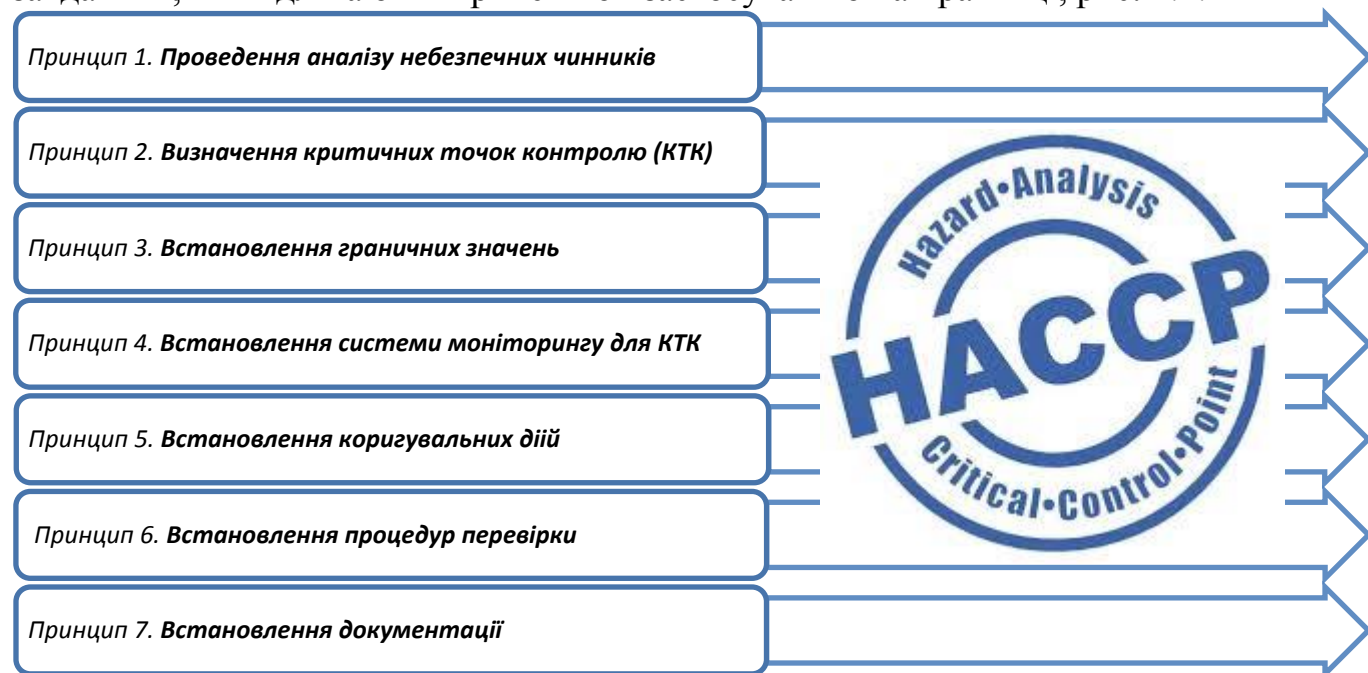 Принцип 1. Проведення аналізу небезпечних чинників
Принцип 2. Визначення критичних точок контролю (КТК)
Принцип 3. Встановлення граничних значень
Принцип 4. Встановлення системи моніторингу для КТК
Принцип 5. Встановлення коригувальних діій
Принцип 6. Встановлення процедур перевірки
Принцип 7. Встановлення документації
Hazard•Analysis
HACCP
Critical•Control•Point